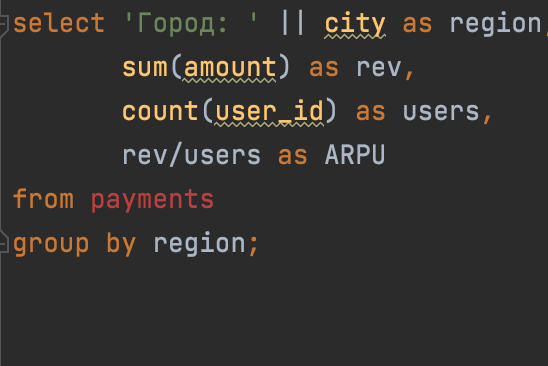 select 'Город: ' || city as region,
sum(amount) as rev,
count(user_id) as users,
rev/users as ARPU
from payments
group by region;